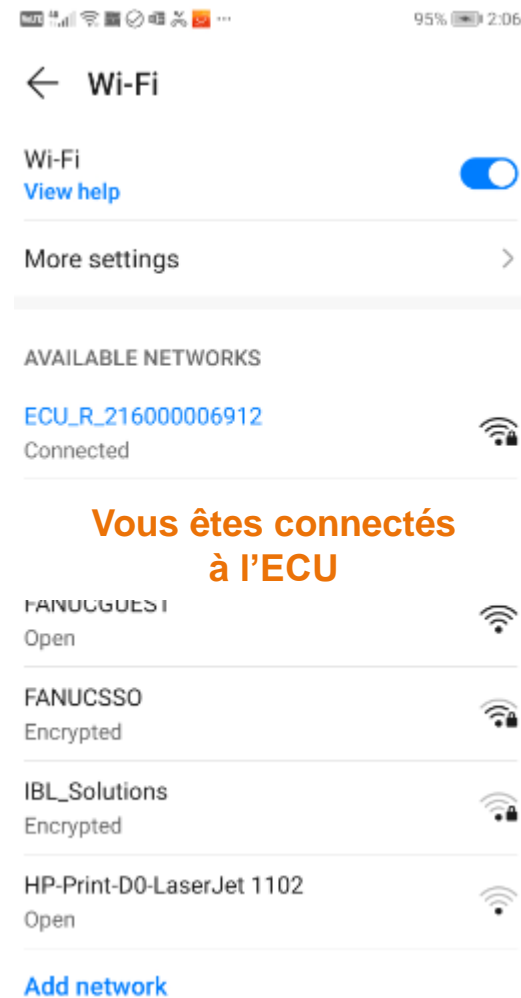 95% 2:06
Wi-Fi
Wi-Fi
View help
More settings
AVAILABLE NETWORKS
ECU_R_216000006912
Connected
Vous êtes connectés
à l’ECU
FANUCGUEST
Open
FANUCSSO
Encrypted
IBL_Solutions
Encrypted
HP-Print-D0-LaserJet 1102
Open
Add network